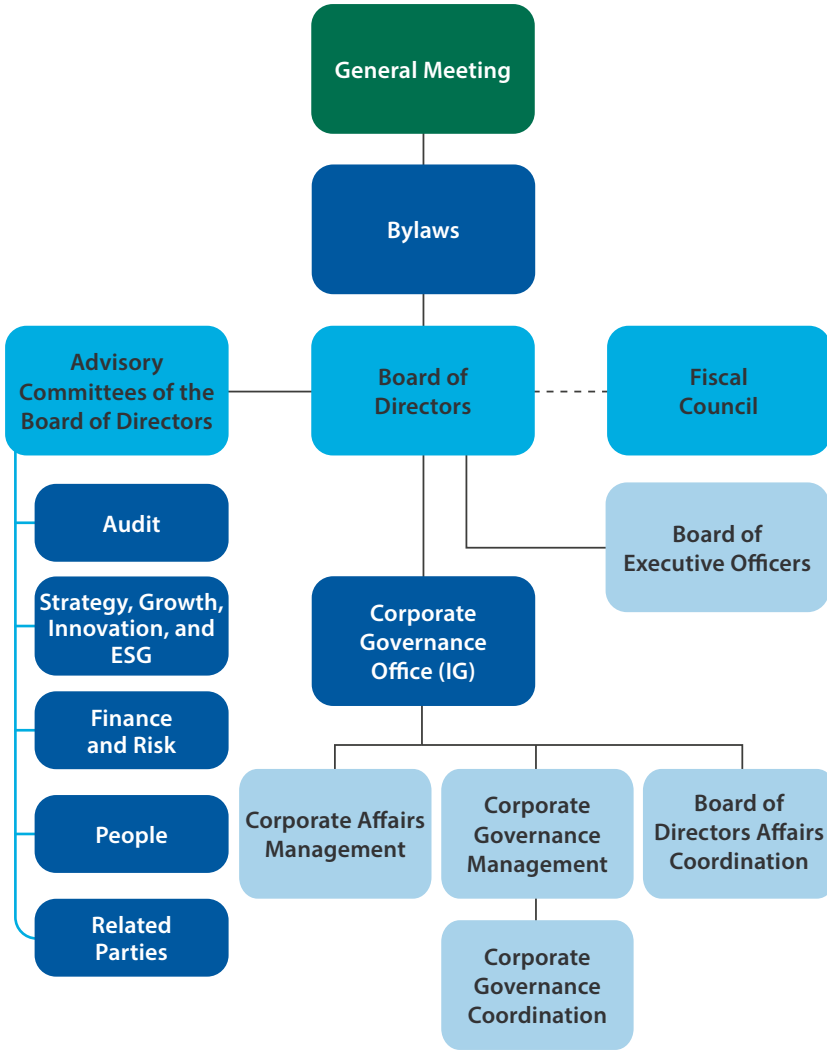 General Meeting
Bylaws
Advisory
Committees of the
Board of Directors
Board of
Directors
Fiscal
Council
Audit
Board of
Executive Officers
Strategy, Growth,
Innovation, and
ESG
Corporate
Governance
Office (IG)
Finance
and Risk
People
Related
Parties
Corporate Affairs
Management
Corporate
Governance
Management
Board of
Directors Affairs
Coordination
Corporate
Governance
Coordination